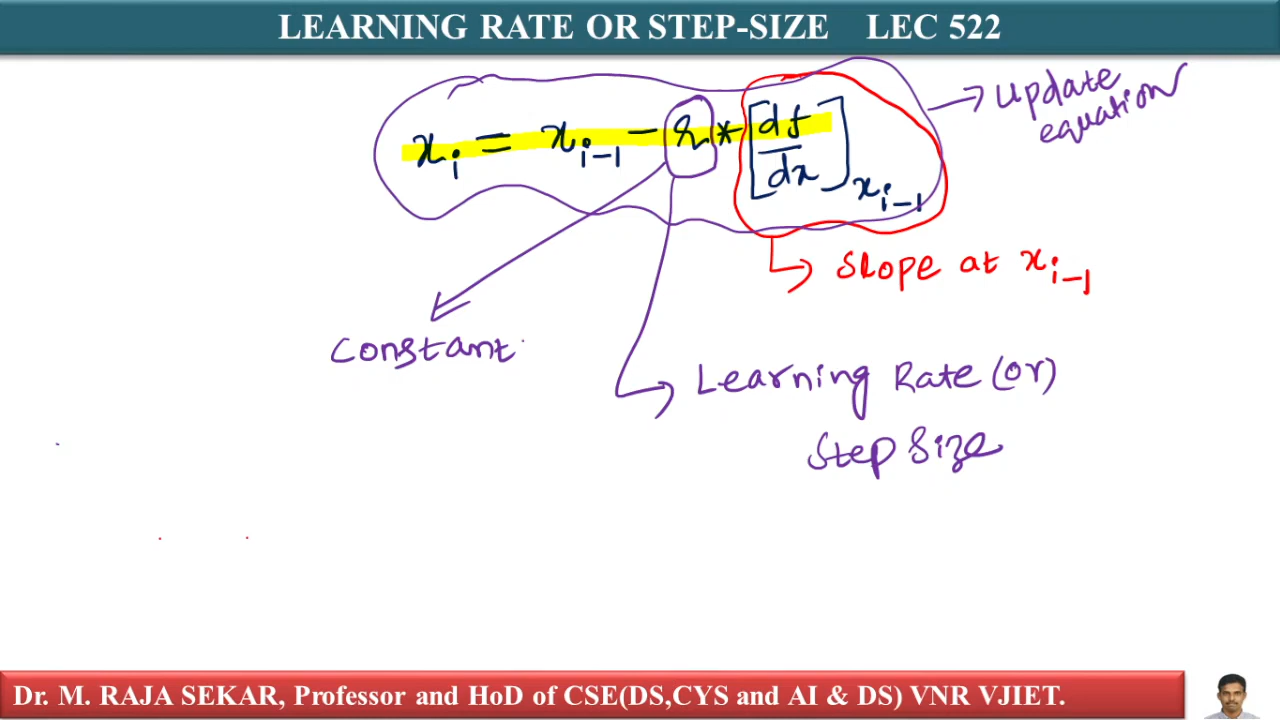 LEARNING RATE OR STEP-SIZE LEC 522
xᵢ = xᵢ₋₁ - r * [df/dx]xᵢ₋₁
Update
equation
Slope at xᵢ₋₁
Constant
Learning Rate (or)
Step Size
Dr. M. RAJA SEKAR, Professor and HoD of CSE(DS,CYS and AI & DS) VNR VJIET.